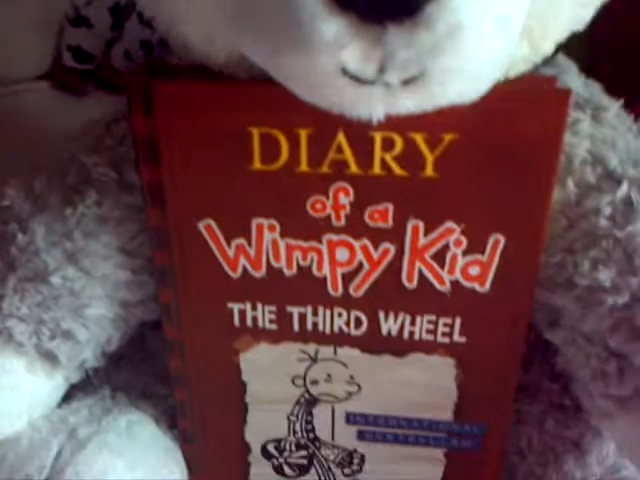 DIARY
of a
Wimpy Kid
THE THIRD WHEEL
INTERNATIONAL
BESTSELLER